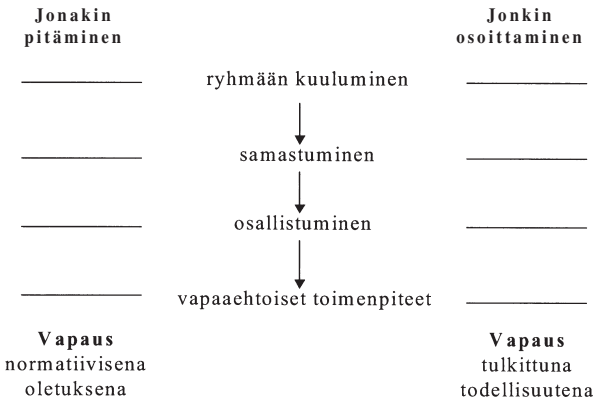 Jonakin
pitäminen
Jonkin
osoittaminen
ryhmään kuuluminen
samastuminen
osallistuminen
vapaaehtoiset toimenpiteet
Vapaus
normatiivisena
oletuksena
Vapaus
tulkittuna
todellisuutena